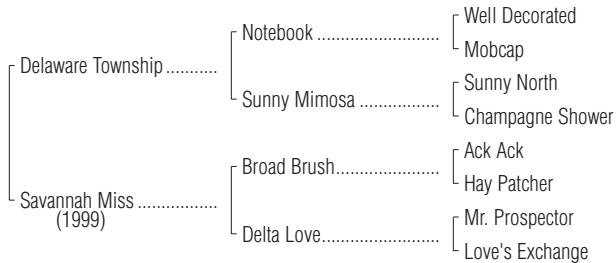 Well Decorated
Notebook ..........................
Mobcap
Delaware Township ...........
Sunny North
Sunny Mimosa .................
Champagne Shower
Ack Ack
Broad Brush......................
Hay Patcher
Savannah Miss .................
(1999)
Mr. Prospector
Delta Love.........................
Love's Exchange